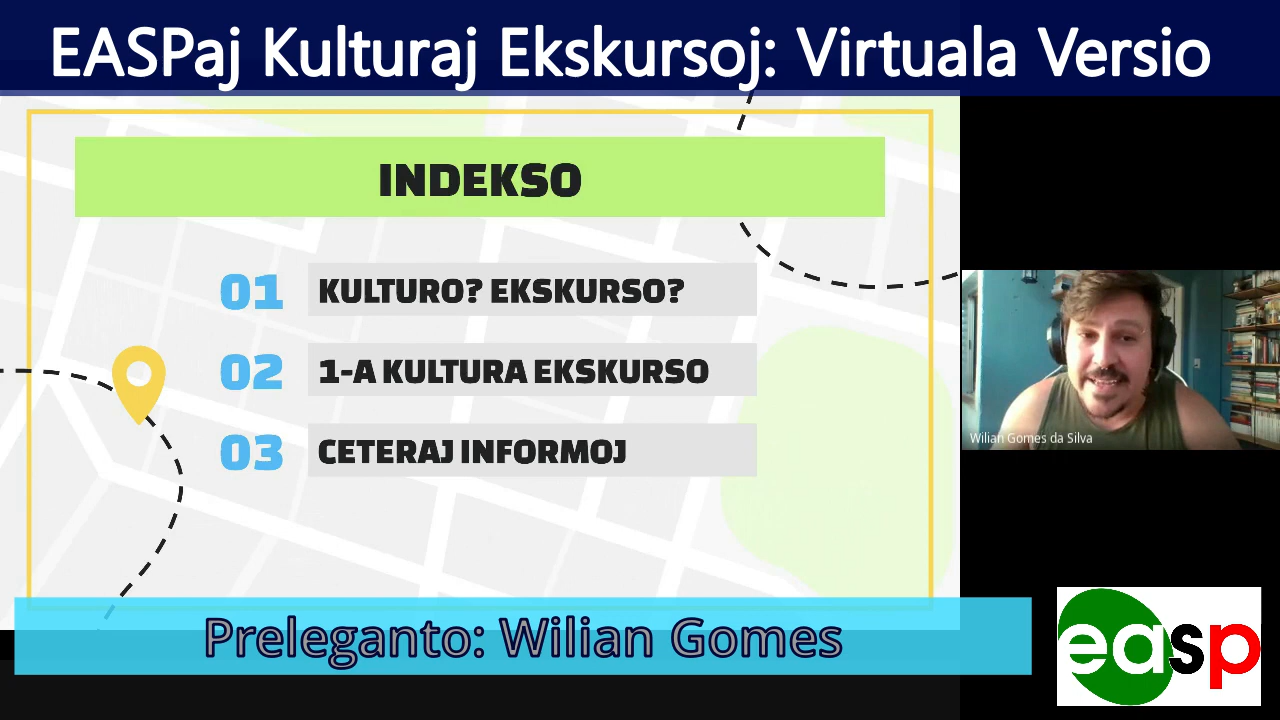 EASPaj Kulturaj Ekskursoj: Virtuala Versio
INDEKSO
01 KULTURO? EKSKURSO?
02 1-A KULTURA EKSKURSO
03 CETERAJ INFORMOJ
Wilian Gomes da Silva
Preleganto: Wilian Gomes
easp